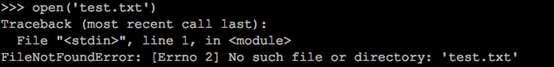 >>> open('test.txt')
Traceback (most recent call last):
  File "<stdin>", line 1, in <module>
FileNotFoundError: [Errno 2] No such file or directory: 'test.txt'